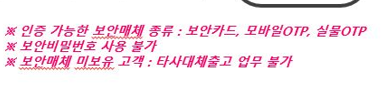 ※ 인증 가능한 보안매체 종류 : 보안카드, 모바일OTP, 실물OTP
※ 보안비밀번호 사용 불가
※ 보안매체 미보유 고객 : 타사대체출고 업무 불가